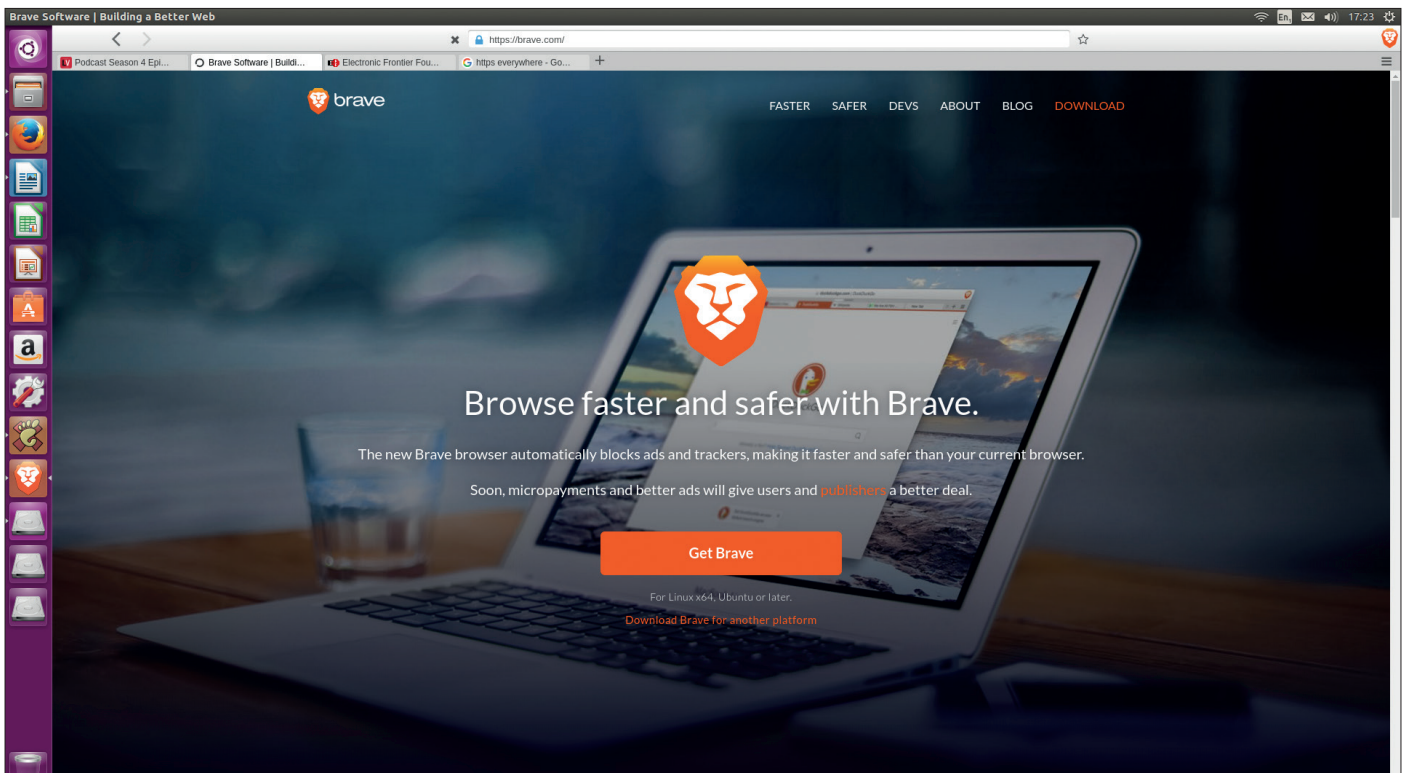 Brave Software | Building a Better Web
En
17:23
https://brave.com/
Podcast Season 4 Epi...
Brave Software | Buildi...
Electronic Frontier Fou...
https everywhere - Go...
brave
FASTER SAFER DEVS ABOUT BLOG DOWNLOAD
Browse faster and safer with Brave.
The new Brave browser automatically blocks ads and trackers, making it faster and safer than your current browser.
Soon, micropayments and better ads will give users and publishers a better deal.
Get Brave
For Linux x64, Ubuntu or later.
Download Brave for another platform